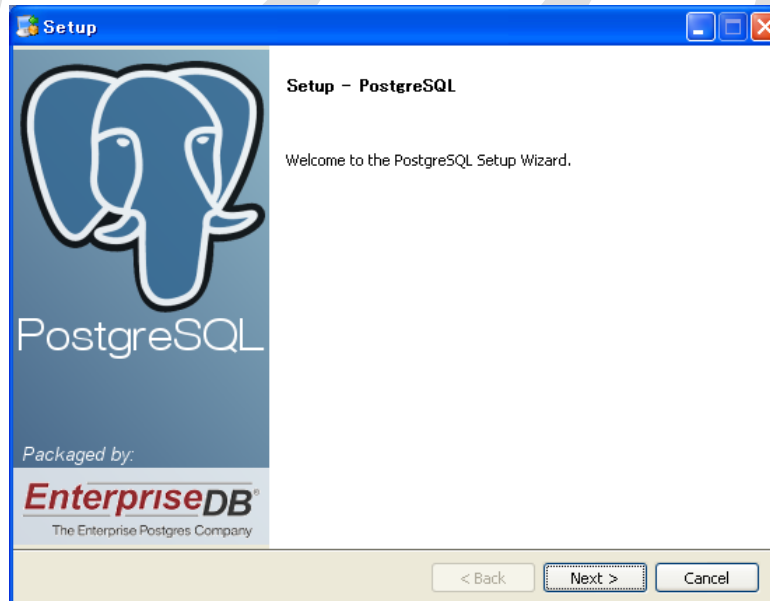 Setup
Setup - PostgreSQL
Welcome to the PostgreSQL Setup Wizard.
PostgreSQL
Packaged by:
EnterpriseDB®
The Enterprise Postgres Company
< Back
Next >
Cancel